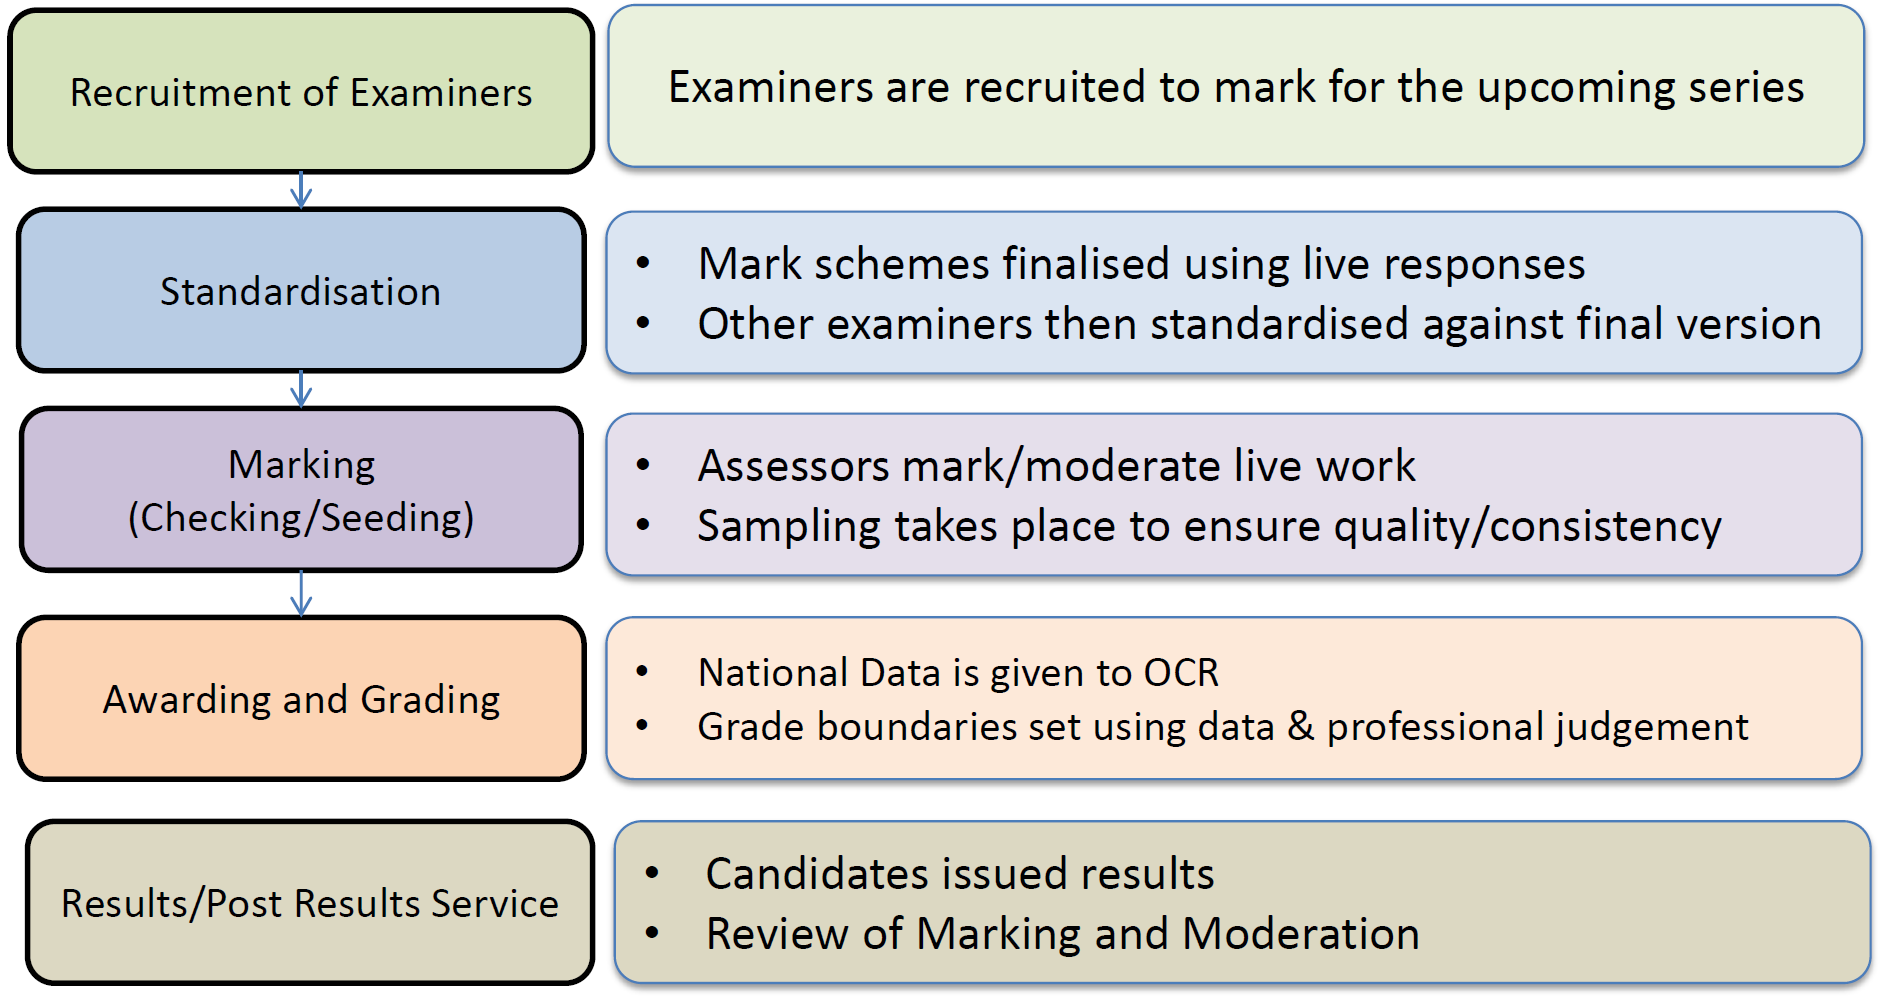 Recruitment of Examiners
Examiners are recruited to mark for the upcoming series
Standardisation
• Mark schemes finalised using live responses
• Other examiners then standardised against final version
Marking
(Checking/Seeding)
• Assessors mark/moderate live work
• Sampling takes place to ensure quality/consistency
Awarding and Grading
• National Data is given to OCR
• Grade boundaries set using data & professional judgement
Results/Post Results Service
• Candidates issued results
• Review of Marking and Moderation